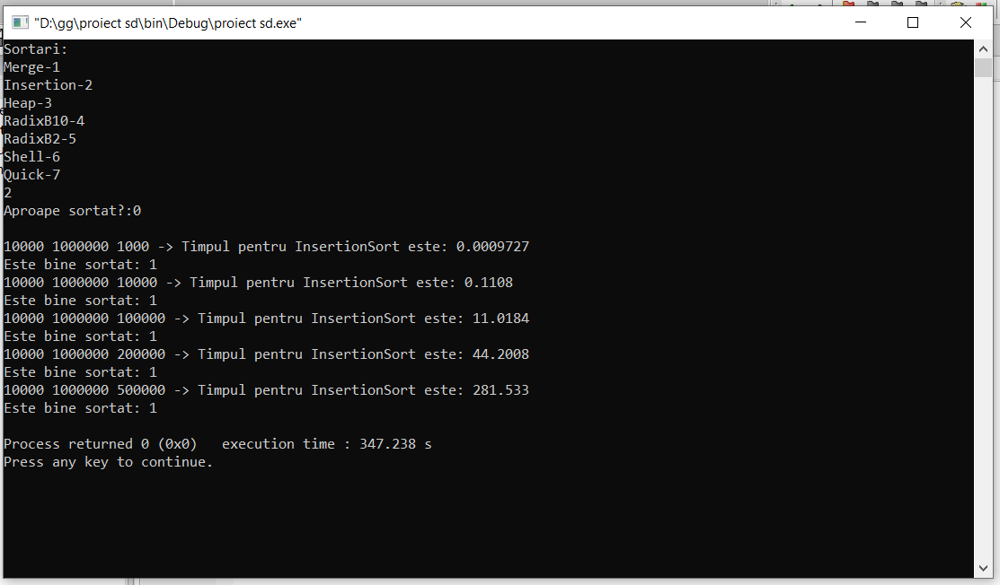 "D:\gg\proiect sd\bin\Debug\proiect sd.exe"
Sortari:
Merge-1
Insertion-2
Heap-3
RadixB10-4
RadixB2-5
Shell-6
Quick-7
2
Aproape sortat?:0
10000 1000000 1000 -> Timpul pentru InsertionSort este: 0.0009727
Este bine sortat: 1
10000 1000000 10000 -> Timpul pentru InsertionSort este: 0.1108
Este bine sortat: 1
10000 1000000 100000 -> Timpul pentru InsertionSort este: 11.0184
Este bine sortat: 1
10000 1000000 200000 -> Timpul pentru InsertionSort este: 44.2008
Este bine sortat: 1
10000 1000000 500000 -> Timpul pentru InsertionSort este: 281.533
Este bine sortat: 1
Process returned 0 (0x0)   execution time : 347.238 s
Press any key to continue.